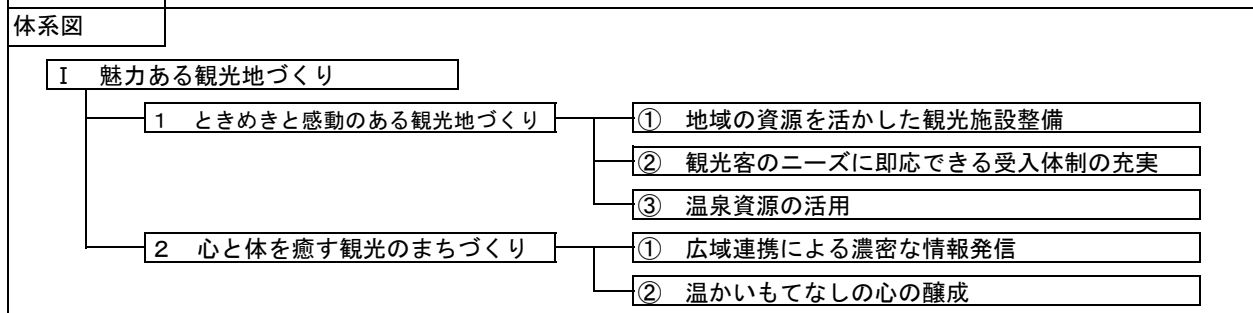 体系図
Ⅰ 魅力ある観光地づくり
1 ときめきと感動のある観光地づくり
① 地域の資源を活かした観光施設整備
② 観光客のニーズに即応できる受入体制の充実
③ 温泉資源の活用
2 心と体を癒す観光のまちづくり
① 広域連携による濃密な情報発信
② 温かいもてなしの心の醸成